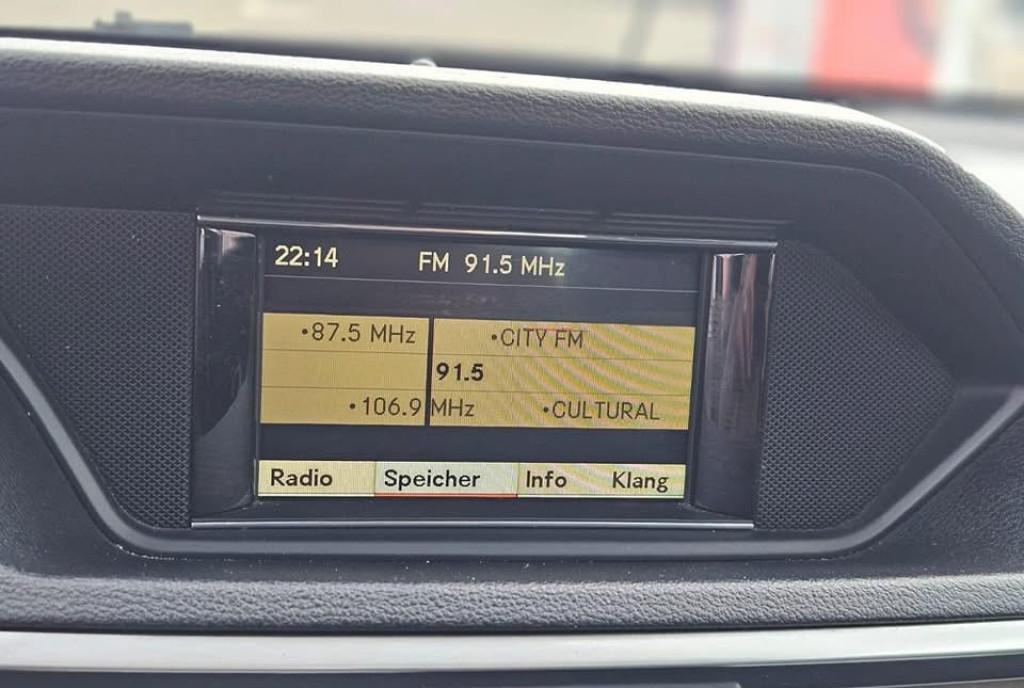 22:14 FM 91.5 MHz
•87.5 MHz •CITY FM
91.5
•106.9 MHz •CULTURAL
Radio Speicher Info Klang